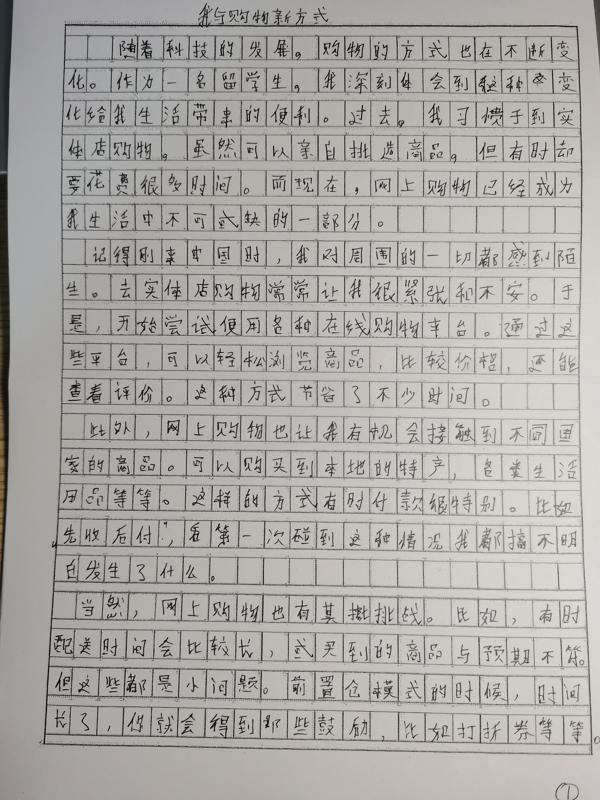 我与购物新方式
随着科技的发展。购物的方式也在不断变
化。作为一名留学生。我深刻体会到这种变
化给我生活带来的便利。过去。我习惯于到实
体店购物。虽然可以亲自挑选商品。但有时却
要花费很多时间。而现在，网上购物已经成为
我生活中不可或缺的一部分。
记得刚来中国时，我对周围的一切都感到陌
生。去实体店购物常常让我很紧张和不安。于
是，开始尝试使用各种在线购物平台。通过这
些平台，可以轻松浏览商品，比较价格，还能
查看评价。这种方式节省了不少时间。
此外，网上购物也让我有机会接触到不同国
家的商品。可以购买到本地的特产，各类生活
用品等等。这样的方式有时付款很特别。比如
先收后付"，看第一次碰到这种情况我都搞不明
白发生了什么。
当然，网上购物也有其挑战。比如，有时
配送时间会比较长，或买到的商品与预期不符。
但这些都是小问题。前置仓模式的时候，时间
长了，你就会得到那些鼓励，比如打折券等等。
①